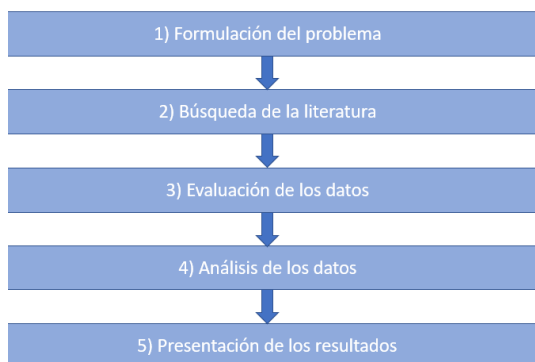 1) Formulación del problema
2) Búsqueda de la literatura
3) Evaluación de los datos
4) Análisis de los datos
5) Presentación de los resultados